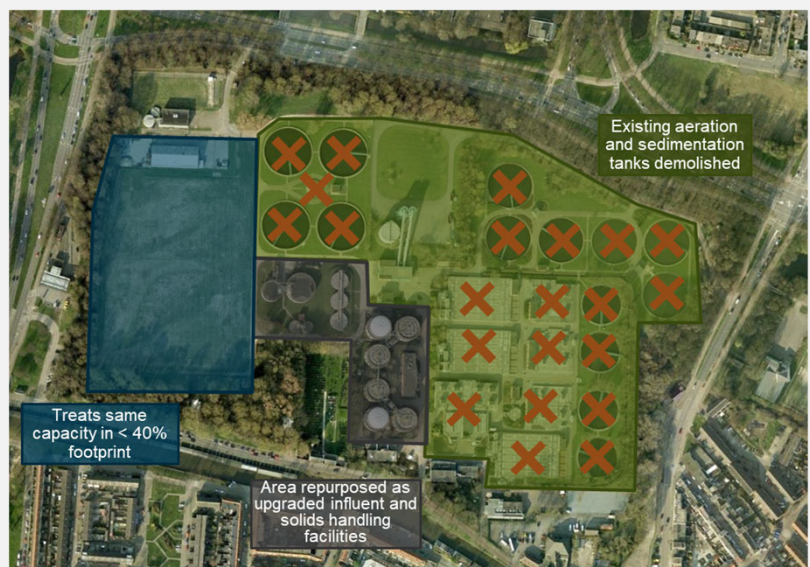 Existing aeration
and sedimentation
tanks demolished
Treats same
capacity in < 40%
footprint
Area repurposed as
upgraded influent and
solids handling
facilities